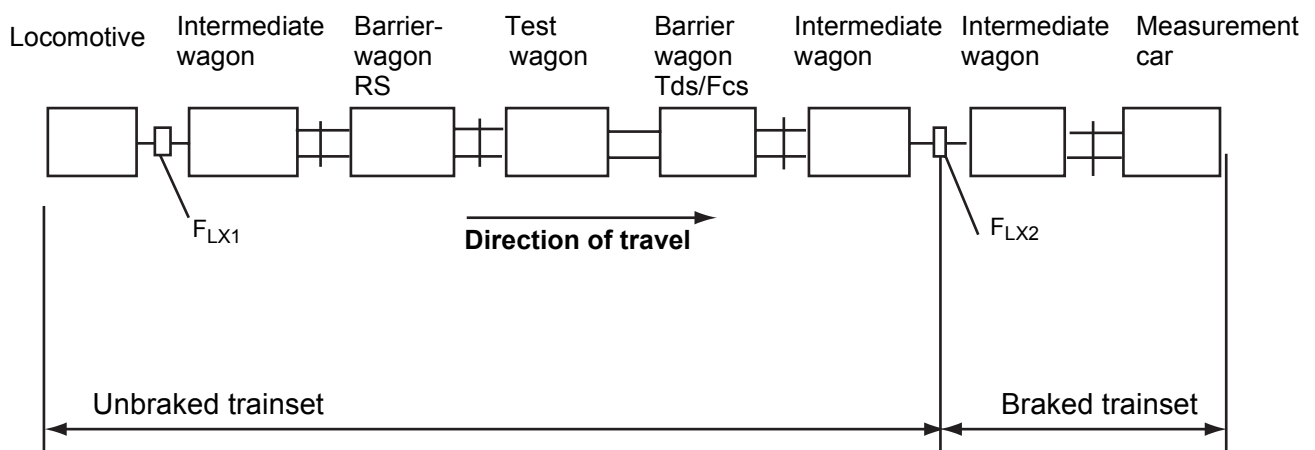 Locomotive
Intermediate
wagon
Barrier-
wagon
RS
Test
wagon
Barrier
wagon
Tds/Fcs
Intermediate
wagon
Intermediate
wagon
Measurement
car
FLX1
Direction of travel
FLX2
Unbraked trainset
Braked trainset